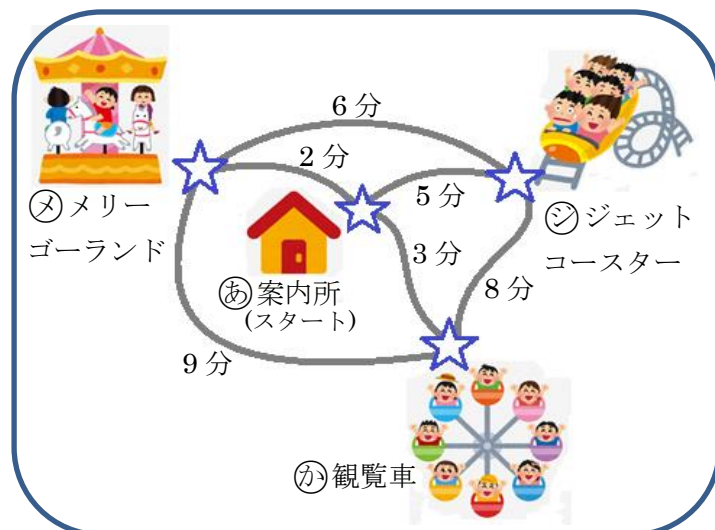 6分
2分
5分
㋱メリー
ゴーランド
㋛ジェット
コースター
3分
あ案内所
(スタート)
8分
9分
か観覧車